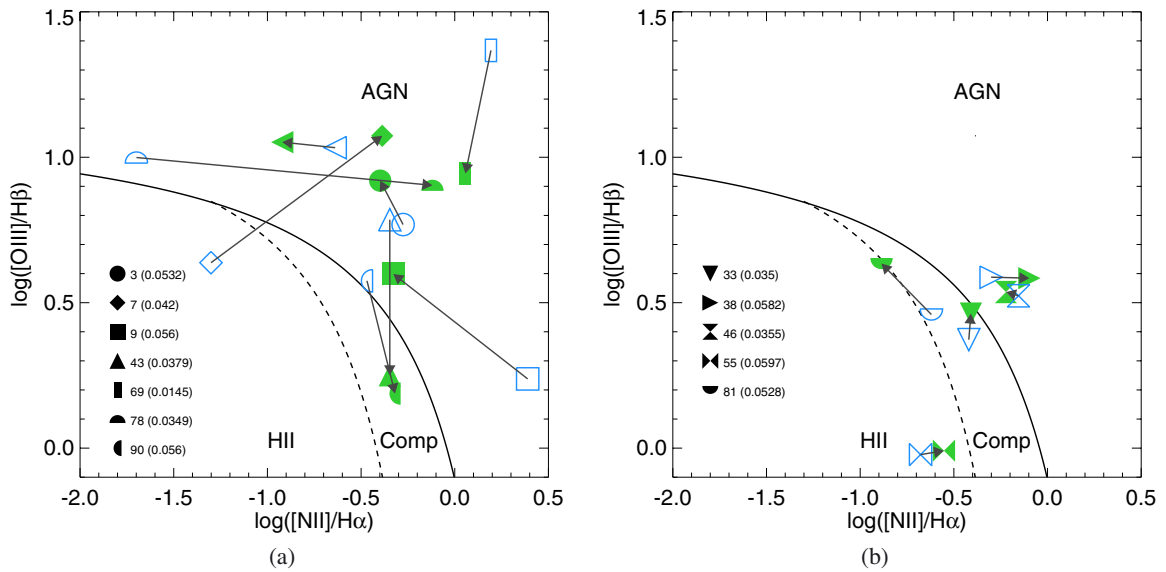 1.5
1.0
0.5
0.0
log([OIII]/Hβ)
AGN
3 (0.0532)
7 (0.042)
9 (0.056)
43 (0.0379)
69 (0.0145)
78 (0.0349)
90 (0.056)
HII
Comp
-2.0 -1.5 -1.0 -0.5 0.0 0.5
log([NII]/Hα)
(a)
1.5
1.0
0.5
0.0
log([OIII]/Hβ)
AGN
33 (0.035)
38 (0.0582)
46 (0.0355)
55 (0.0597)
81 (0.0528)
HII
Comp
-2.0 -1.5 -1.0 -0.5 0.0 0.5
log([NII]/Hα)
(b)